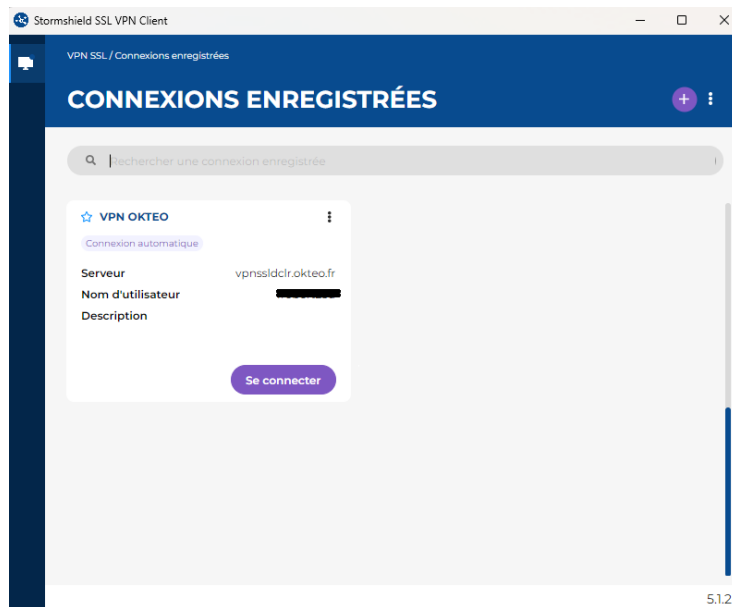 Stormshield SSL VPN Client
VPN SSL / Connexions enregistrées
CONNEXIONS ENREGISTRÉES
Rechercher une connexion enregistrée
VPN OKTEO
Connexion automatique
Serveur vpnssldclr.okteo.fr
Nom d'utilisateur
Description
Se connecter
5.1.2